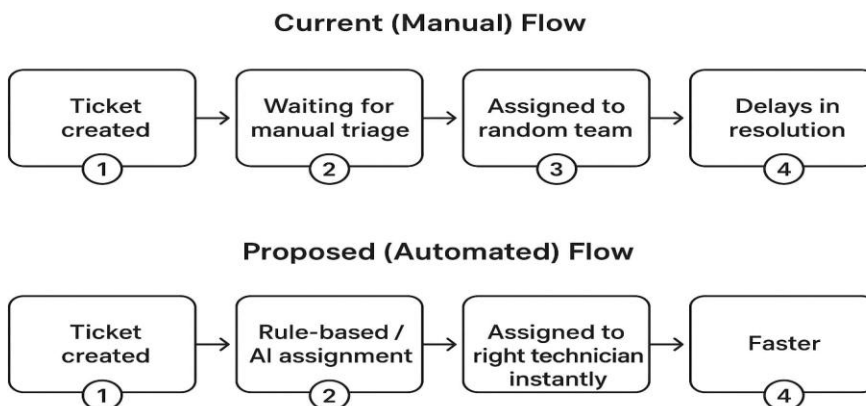 Current (Manual) Flow
Ticket
created
1
Waiting for
manual triage
2
Assigned to
random team
3
Delays in
resolution
4
Proposed (Automated) Flow
Ticket
created
1
Rule-based /
AI assignment
2
Assigned to
right technician
instantly
Faster
4